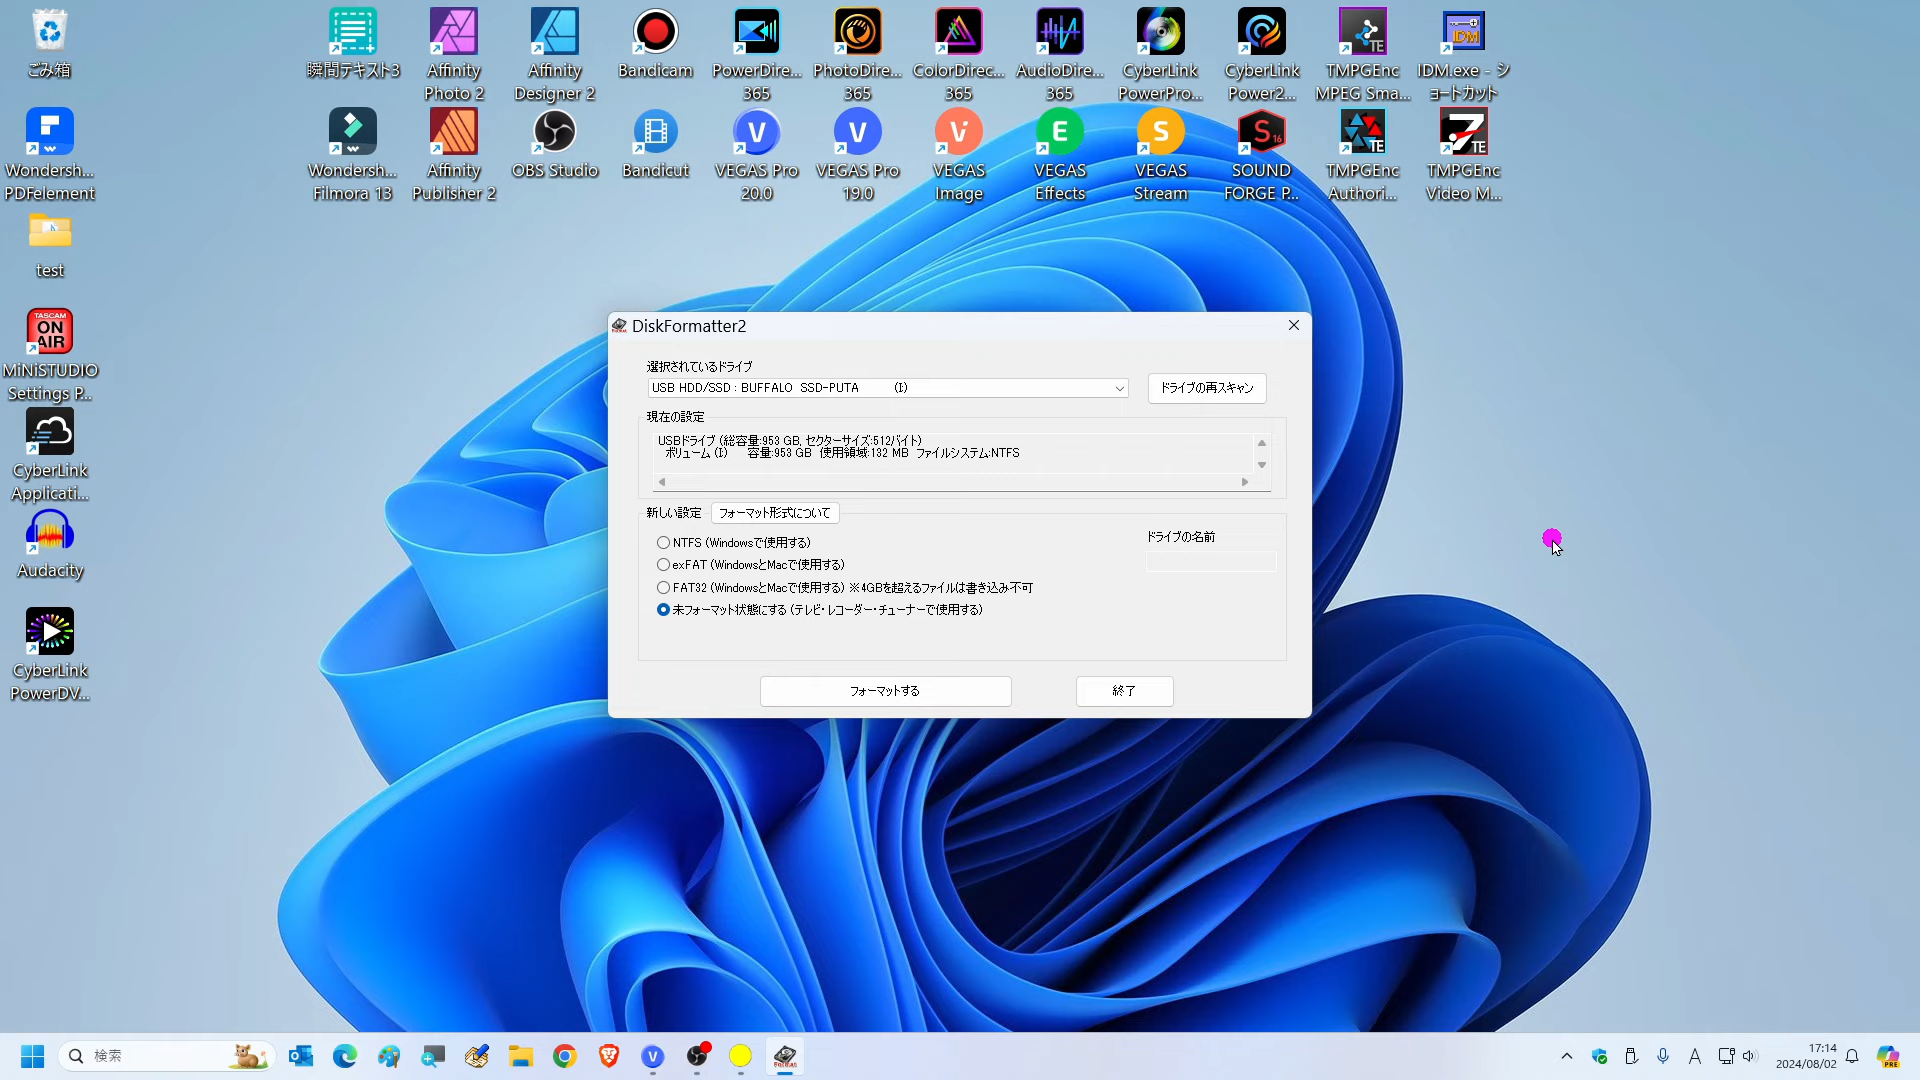 ごみ箱
瞬間テキスト3
Affinity
Photo 2
Affinity
Designer 2
Bandicam
PowerDire...
365
PhotoDire...
365
ColorDirec...
365
AudioDire...
365
CyberLink
PowerPro...
CyberLink
Power2...
TE
TMPGEnc
MPEG Sma...
IDM
IDM.exe - シ
ョートカット
Wondersh...
PDFelement
Wondersh...
Filmora 13
Affinity
Publisher 2
OBS Studio
Bandicut
V
VEGAS Pro
20.0
V
VEGAS Pro
19.0
Vi
VEGAS
Image
E
VEGAS
Effects
S
VEGAS
Stream
S 16
SOUND
FORGE P...
TE
TMPGEnc
Authori...
TE
TMPGEnc
Video M...
test
TASCAM
ON
AIR
MiNiSTUDIO
Settings P...
CyberLink
Applicati...
Audacity
CyberLink
PowerDV...
DiskFormatter2
選択されているドライブ
USB HDD/SSD : BUFFALO SSD-PUTA (I)
ドライブの再スキャン
現在の設定
USBドライブ (総容量:953 GB, セクターサイズ:512バイト)
ボリューム (I) 容量:953 GB 使用領域:132 MB ファイルシステム:NTFS
新しい設定
フォーマット形式について
ドライブの名前
NTFS (Windowsで使用する)
exFAT (WindowsとMacで使用する)
FAT32 (WindowsとMacで使用する) ※4GBを超えるファイルは書き込み不可
未フォーマット状態にする (テレビ・レコーダー・チューナーで使用する)
フォーマットする
終了
検索
V
A
17:14
2024/08/02
PRE